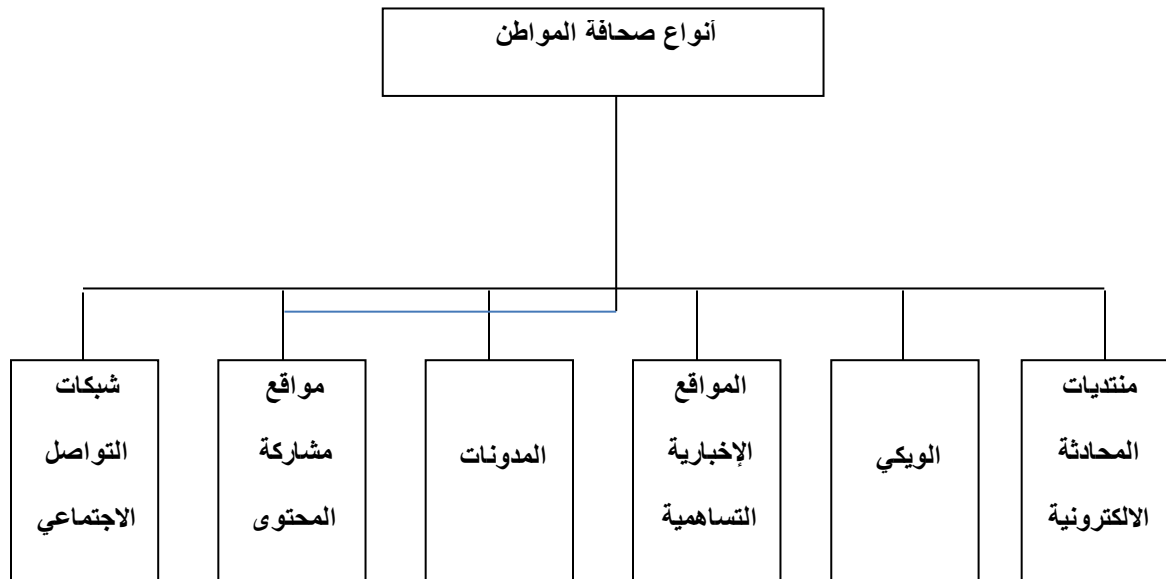 أنواع صحافة المواطن
منتديات
المحادثة
الالكترونية
الويكي
المواقع
الإخبارية
التساهمية
المدونات
مواقع
مشاركة
المحتوى
شبكات
التواصل
الاجتماعي